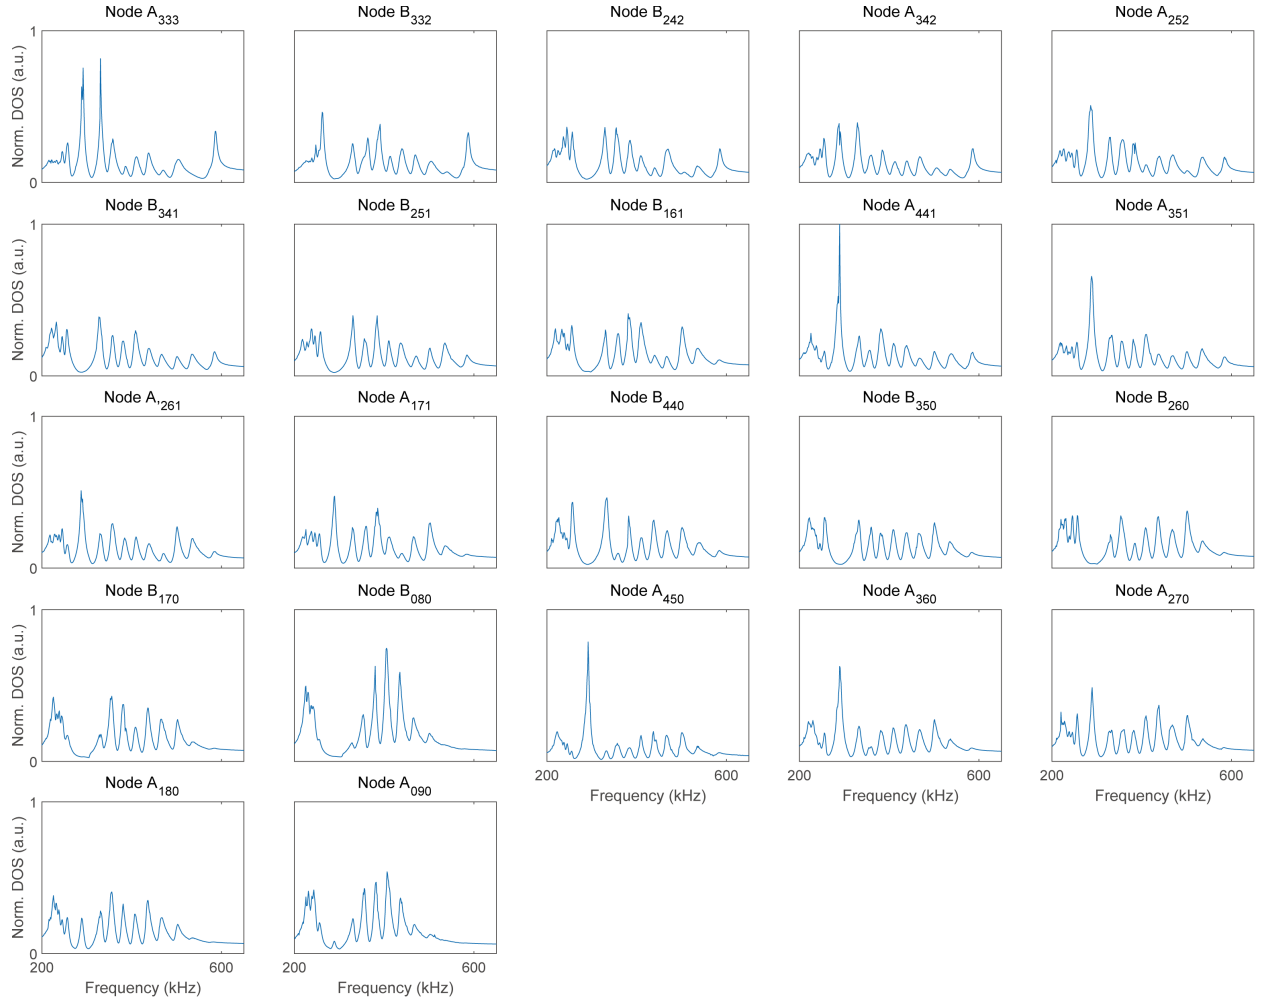 Node A333 Node B332 Node B242 Node A342 Node A252
1
Norm. DOS (a.u.)
0
600
Node B341 Node B251 Node B161 Node A441 Node A351
1
Norm. DOS (a.u.)
0
Node A,261 Node A171 Node B440 Node B350 Node B260
1
Norm. DOS (a.u.)
0
Node B170 Node B080 Node A450 Node A360 Node A270
1
Norm. DOS (a.u.)
0
200 600 200 600 200 600
Frequency (kHz) Frequency (kHz) Frequency (kHz)
Node A180 Node A090
1
Norm. DOS (a.u.)
0
200 600 200 600
Frequency (kHz) Frequency (kHz)